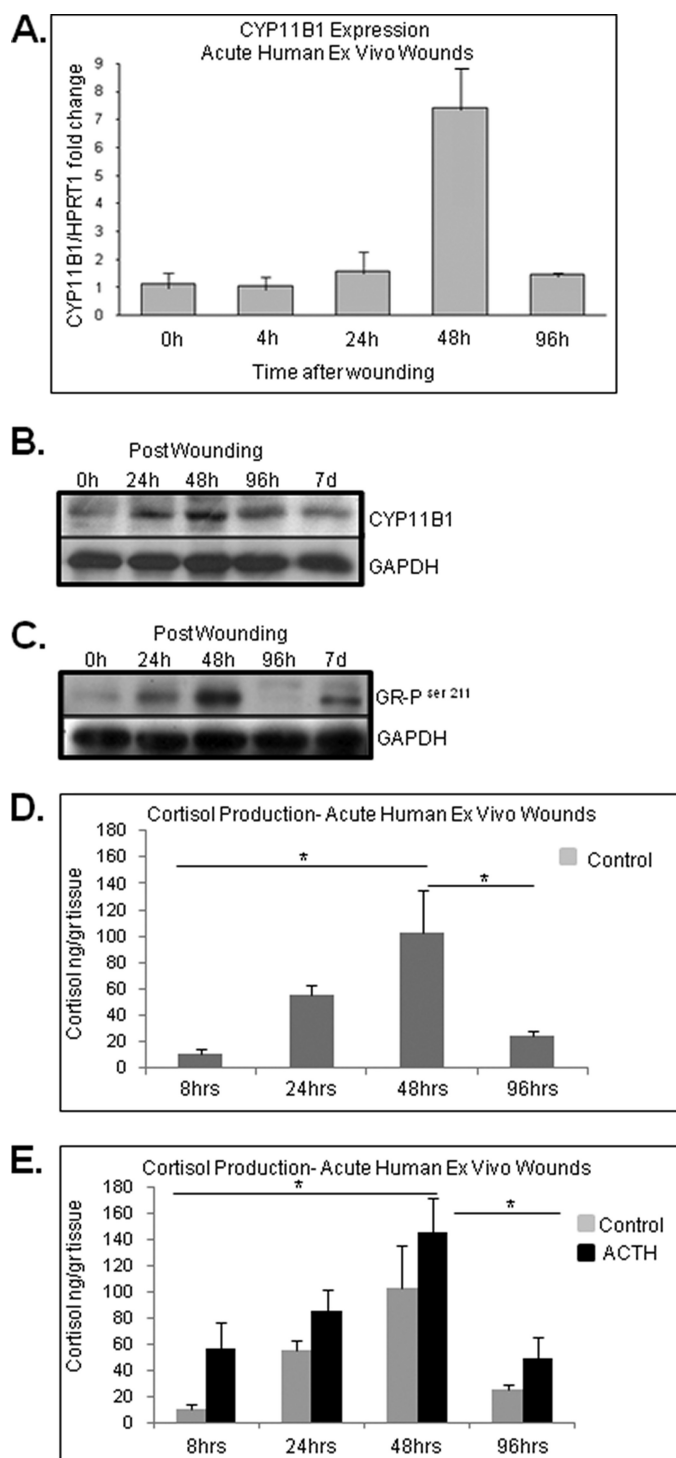 A.
CYP11B1 Expression
Acute Human Ex Vivo Wounds
CYP11B1/HPRT1 fold change
9
8
7
6
5
4
3
2
1
0
0h 4h 24h 48h 96h
Time after wounding
B.
Post Wounding
0h 24h 48h 96h 7d
CYP11B1
GAPDH
C.
Post Wounding
0h 24h 48h 96h 7d
GR-P ser 211
GAPDH
D.
Cortisol Production- Acute Human Ex Vivo Wounds
Cortisol ng/gr tissue
180
160
140
120
100
80
60
40
20
0
* *
Control
8hrs 24hrs 48hrs 96hrs
E.
Cortisol Production- Acute Human Ex Vivo Wounds
Cortisol ng/gr tissue
180
160
140
120
100
80
60
40
20
0
* *
Control
ACTH
8hrs 24hrs 48hrs 96hrs